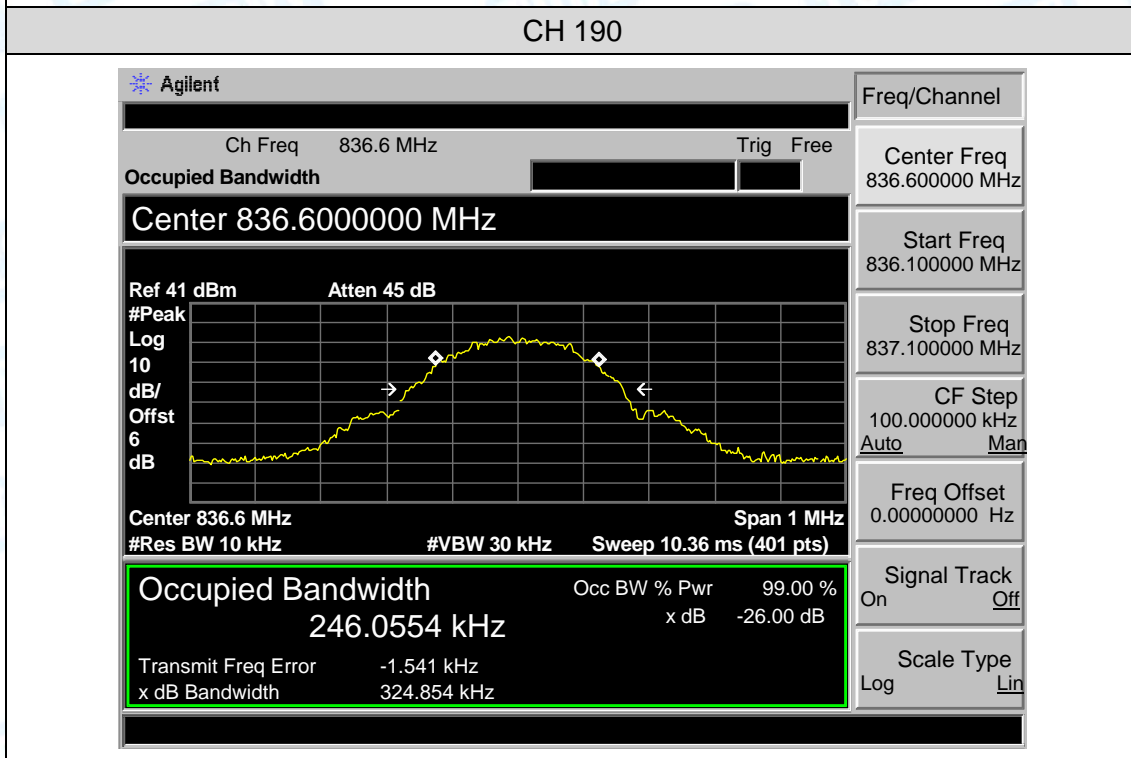 CH 190
Agilent
Freq/Channel
Ch Freq 836.6 MHz Trig Free
Occupied Bandwidth
Center 836.6000000 MHz
Ref 41 dBm Atten 45 dB
#Peak
Log
10
dB/
Offst
6
dB
Center 836.6 MHz Span 1 MHz
#Res BW 10 kHz #VBW 30 kHz Sweep 10.36 ms (401 pts)
Occupied Bandwidth Occ BW % Pwr 99.00 %
246.0554 kHz x dB -26.00 dB
Transmit Freq Error -1.541 kHz
x dB Bandwidth 324.854 kHz
Center Freq
836.600000 MHz
Start Freq
836.100000 MHz
Stop Freq
837.100000 MHz
CF Step
100.000000 kHz
Auto Man
Freq Offset
0.00000000 Hz
Signal Track
On Off
Scale Type
Log Lin